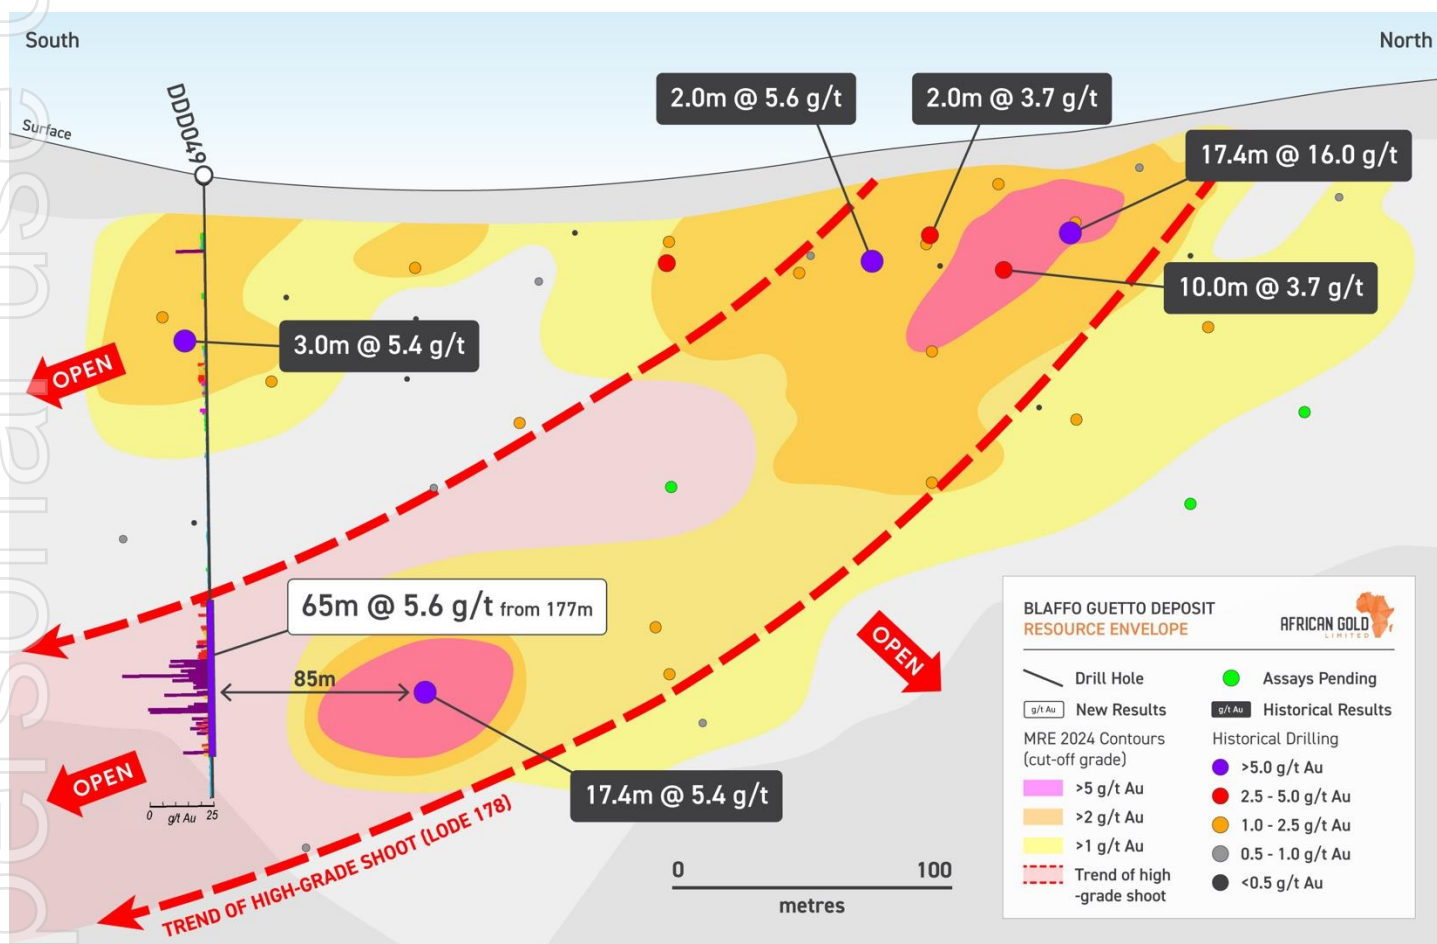 South
North
Surface
DDD049
2.0m @ 5.6 g/t
2.0m @ 3.7 g/t
17.4m @ 16.0 g/t
10.0m @ 3.7 g/t
3.0m @ 5.4 g/t
OPEN
65m @ 5.6 g/t from 177m
85m
17.4m @ 5.4 g/t
OPEN
OPEN
0 g/t Au 25
TREND OF HIGH-GRADE SHOOT (LODE 178)
0 100
metres
BLAFFO GUETTO DEPOSIT
RESOURCE ENVELOPE
AFRICAN GOLD
LIMITED
Drill Hole
Assays Pending
g/t Au New Results
g/t Au Historical Results
MRE 2024 Contours
(cut-off grade)
>5 g/t Au
>2 g/t Au
>1 g/t Au
Trend of high
-grade shoot
Historical Drilling
>5.0 g/t Au
2.5 - 5.0 g/t Au
1.0 - 2.5 g/t Au
0.5 - 1.0 g/t Au
<0.5 g/t Au
personal use o